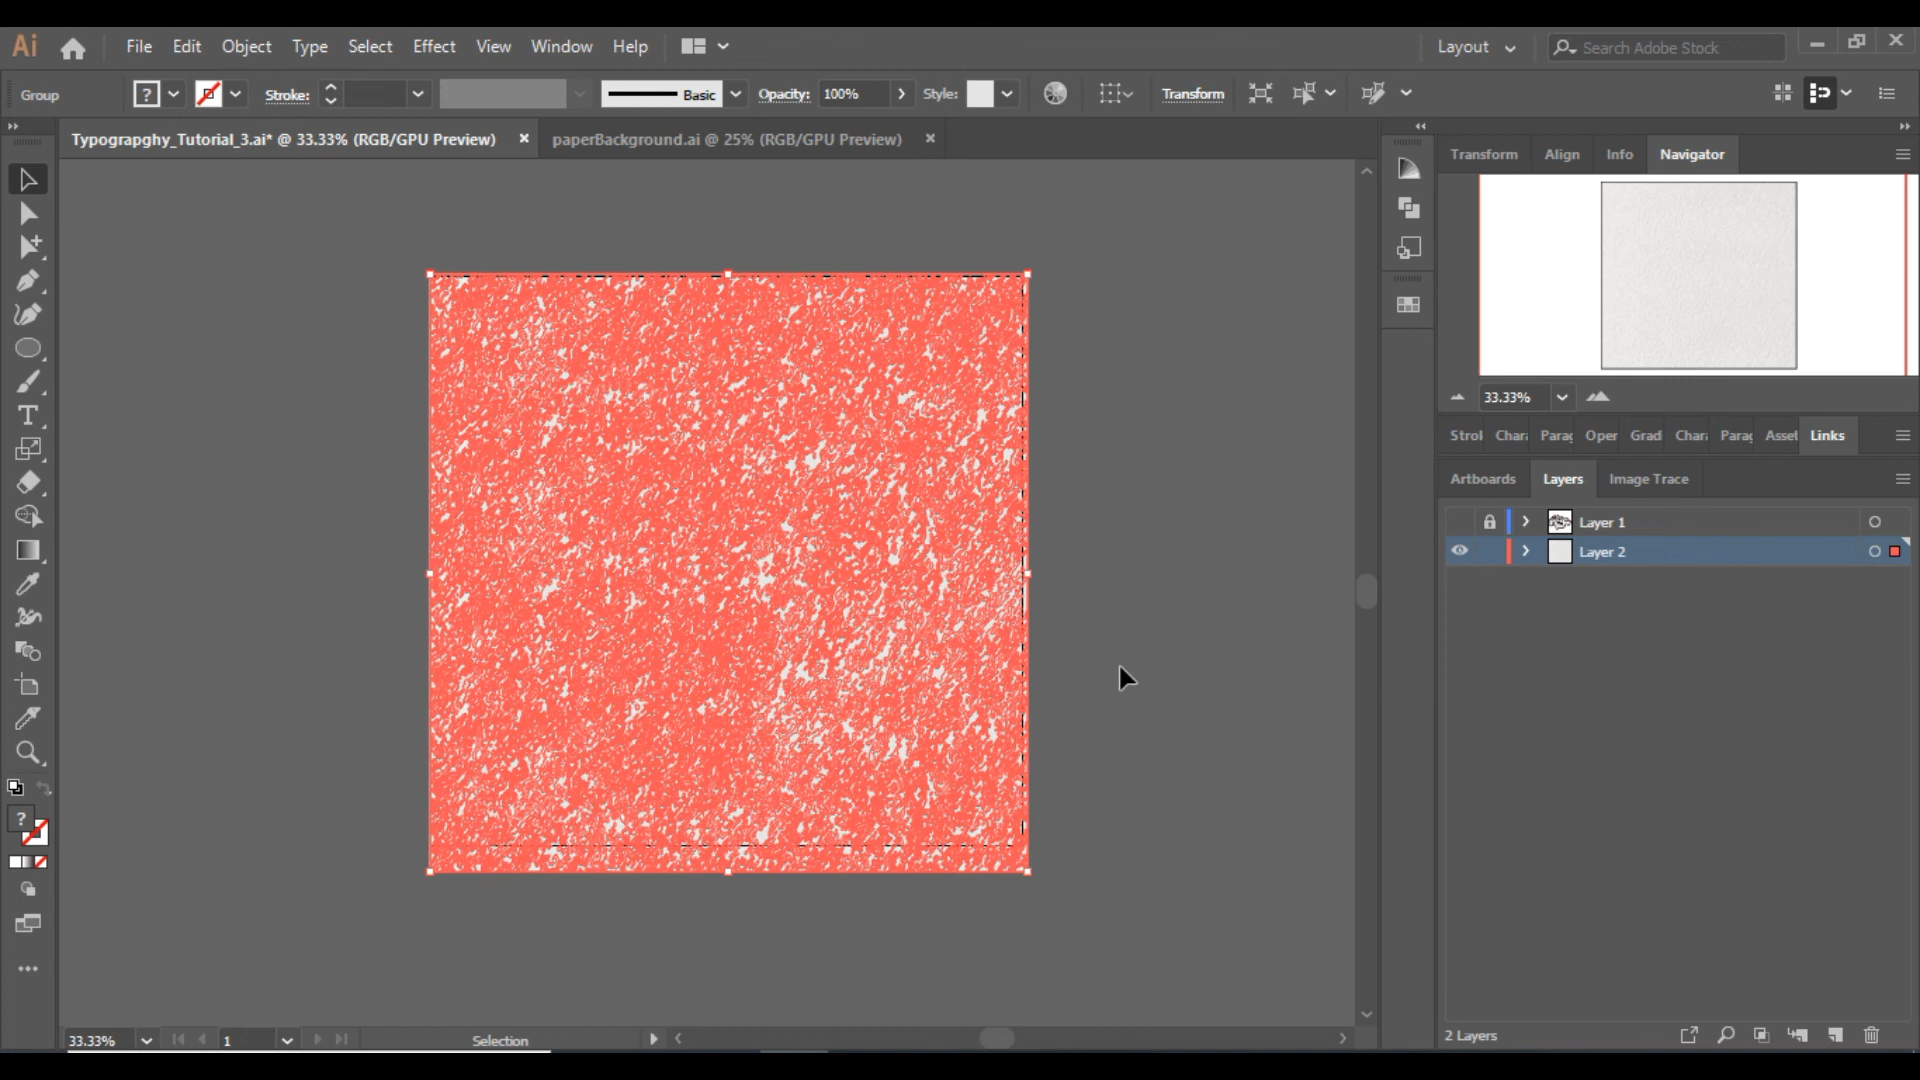 Ai File Edit Object Type Select Effect View Window Help Layout Search Adobe Stock
Group ? Stroke: Basic Opacity: 100% Style: Transform
Typograpghy_Tutorial_3.ai* @ 33.33% (RGB/GPU Preview) × paperBackground.ai @ 25% (RGB/GPU Preview) ×
Transform Align Info Navigator
33.33%
Strol Chara Parag Oper Grad Chara Parag Asset Links
Artboards Layers Image Trace
Layer 1
Layer 2
T
?
2 Layers
33.33% 1 Selection